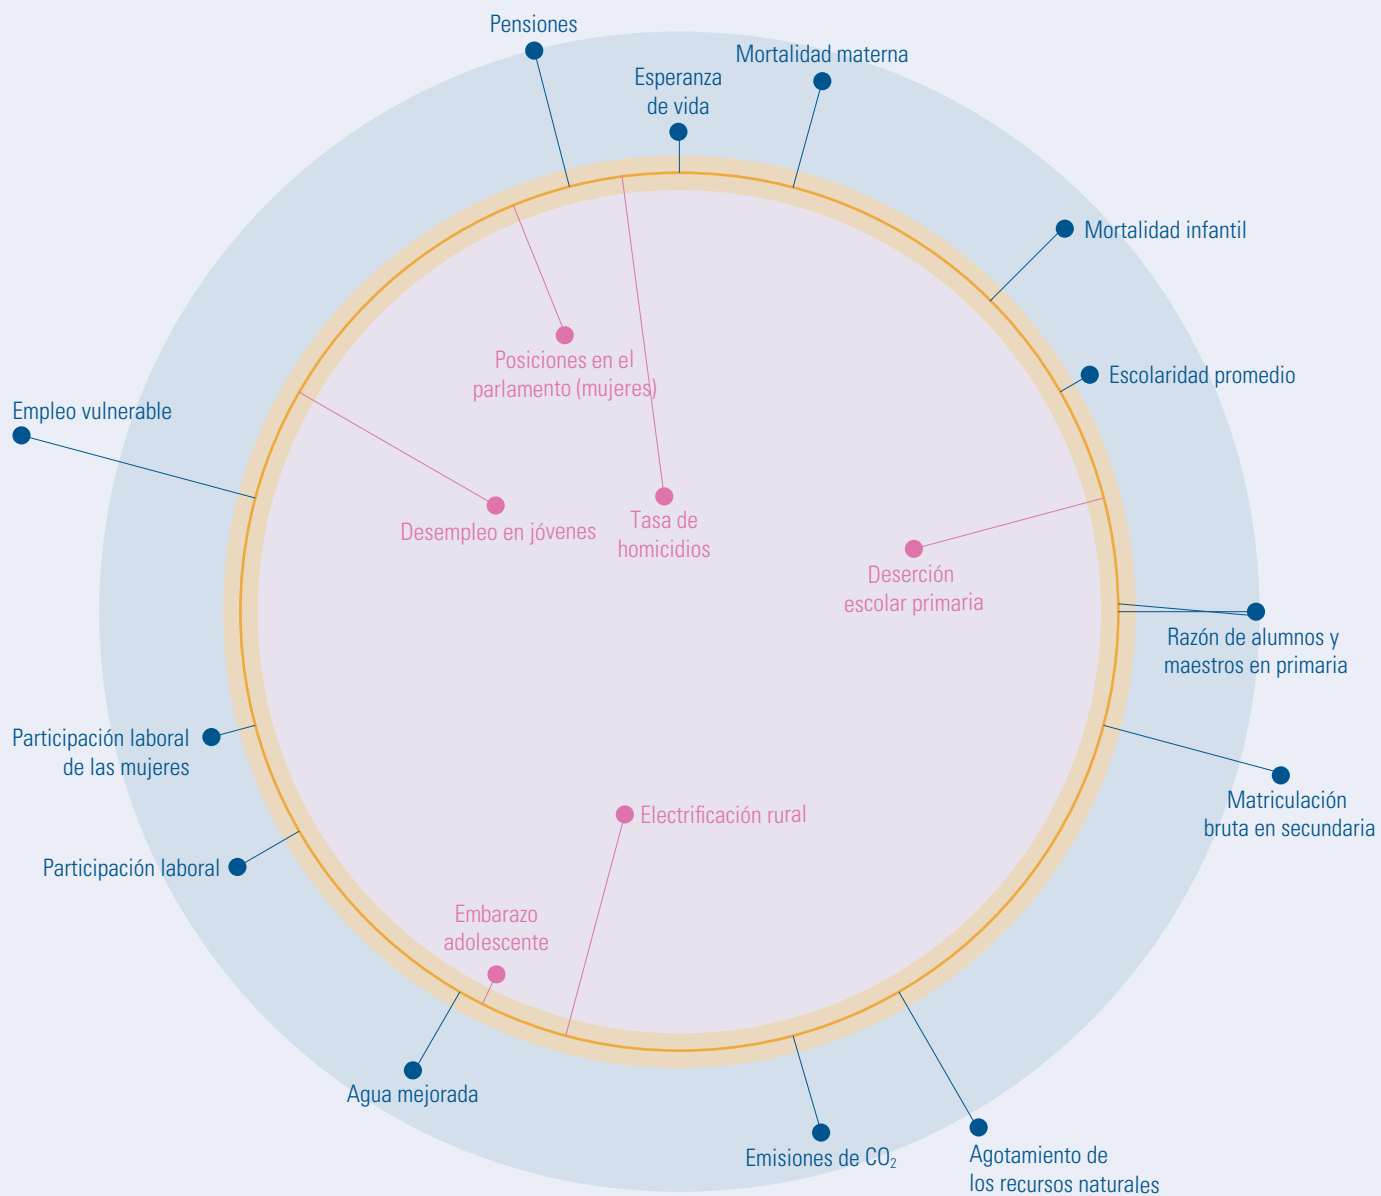 Pensiones
Mortalidad materna
Esperanza
de vida
Mortalidad infantil
Posiciones en el
parlamento (mujeres)
Escolaridad promedio
Empleo vulnerable
Desempleo en jóvenes
Tasa de
homicidios
Deserción
escolar primaria
Razón de alumnos y
maestros en primaria
Participación laboral
de las mujeres
Matriculación
bruta en secundaria
Electrificación rural
Participación laboral
Embarazo
adolescente
Agua mejorada
Emisiones de CO₂
Agotamiento de
los recursos naturales